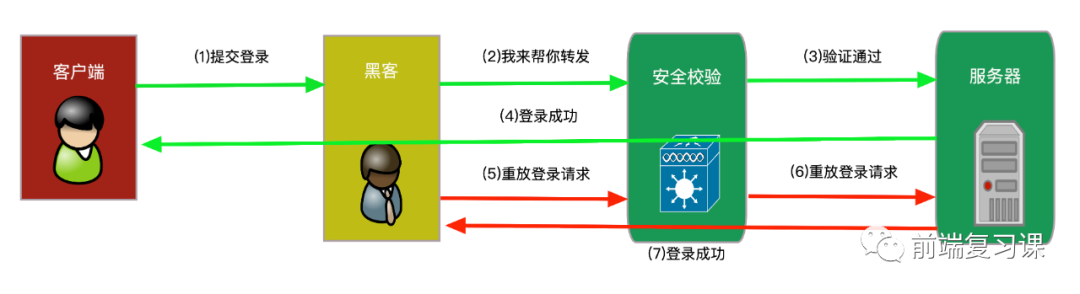 (1)提交登录
(2)我来帮你转发
(3)验证通过
客户端
黑客
安全校验
服务器
(4)登录成功
(5)重放登录请求
(6)重放登录请求
(7)登录成功
前端复习课